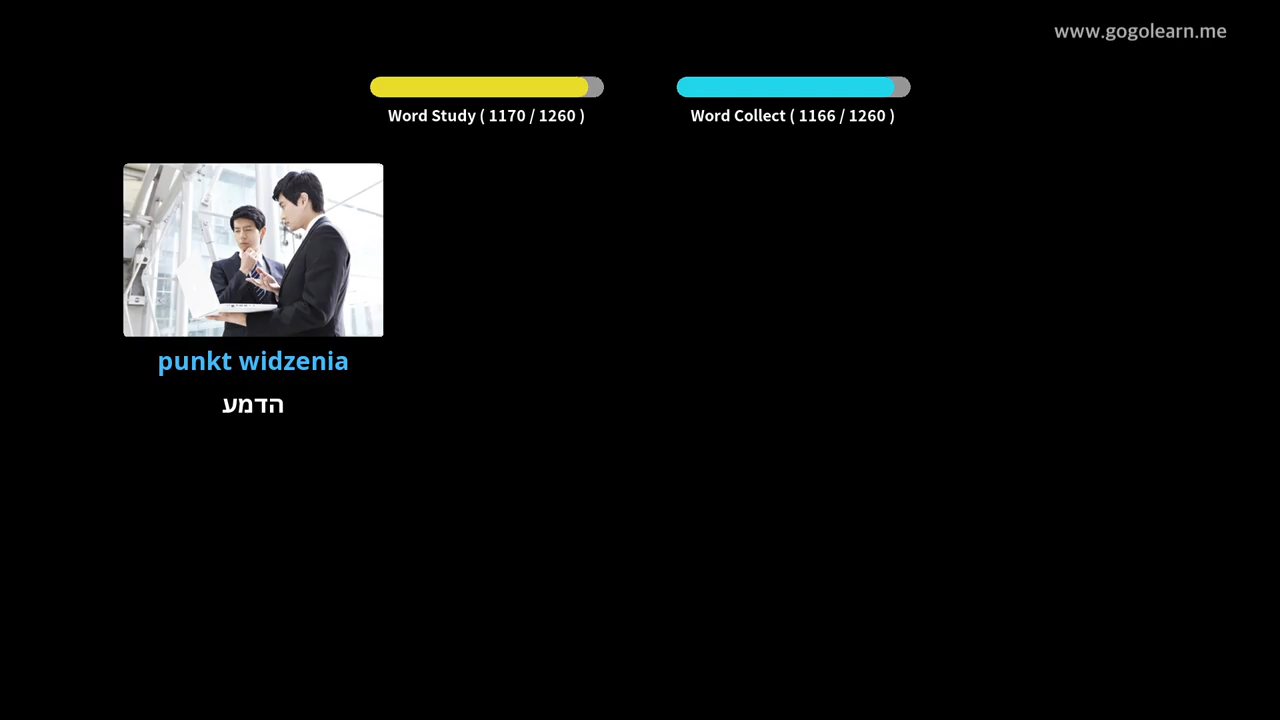 www.gogolearn.me
Word Study ( 1170 / 1260 )
Word Collect ( 1166 / 1260 )
punkt widzenia
הדמע